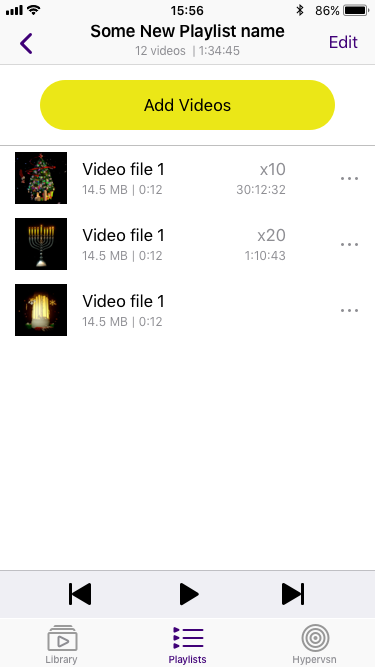 15:56
86%
Some New Playlist name
12 videos | 1:34:45
Edit
Add Videos
Video file 1
x10
14.5 MB | 0:12
30:12:32
Video file 1
x20
14.5 MB | 0:12
1:10:43
Video file 1
14.5 MB | 0:12
Library
Playlists
Hypervsn